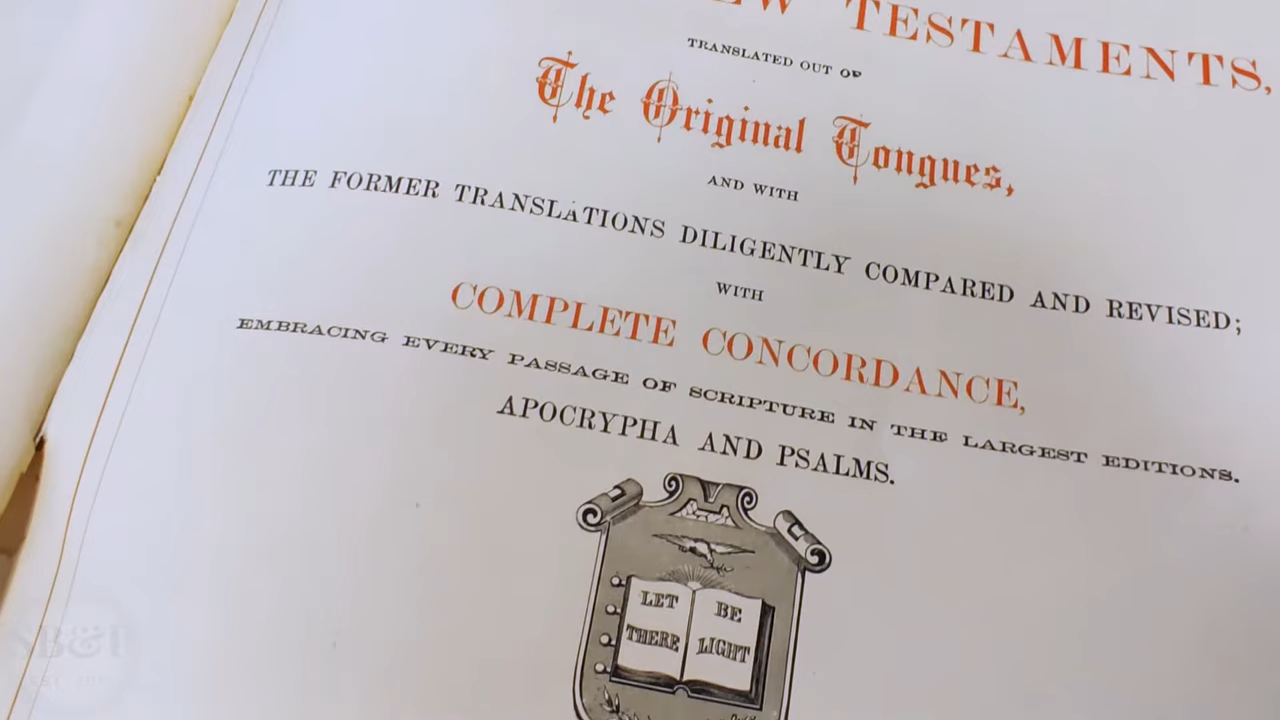 TESTAMENTS,
TRANSLATED OUT OF
The Original Tongues,
AND WITH
THE FORMER TRANSLATIONS DILIGENTLY COMPARED AND REVISED;
WITH
COMPLETE CONCORDANCE,
EMBRACING EVERY PASSAGE OF SCRIPTURE IN THE LARGEST EDITIONS.
APOCRYPHA AND PSALMS.
LET THERE
BE LIGHT